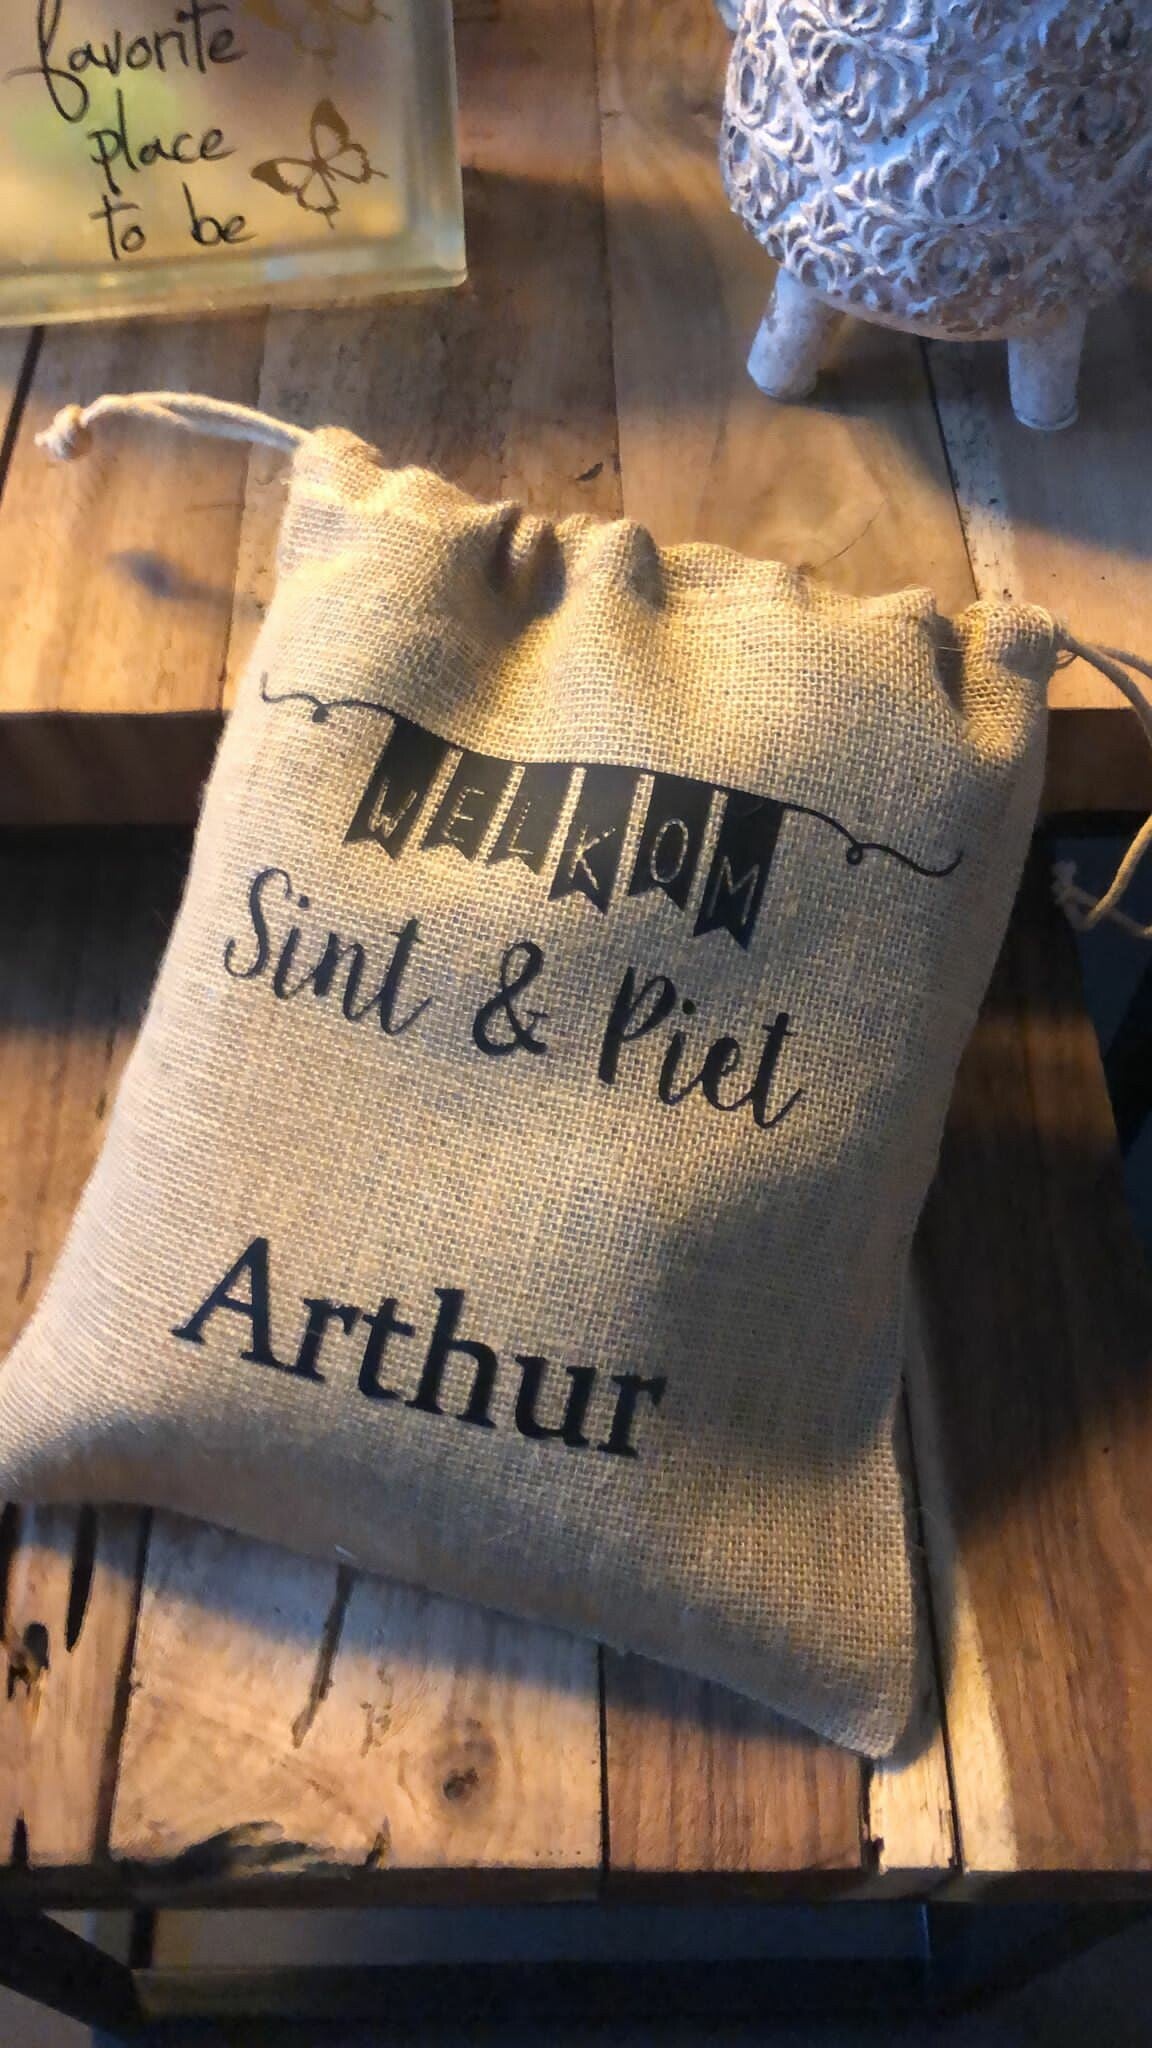 favorite
place
to be
WELKOM
Sint & Piet
Arthur